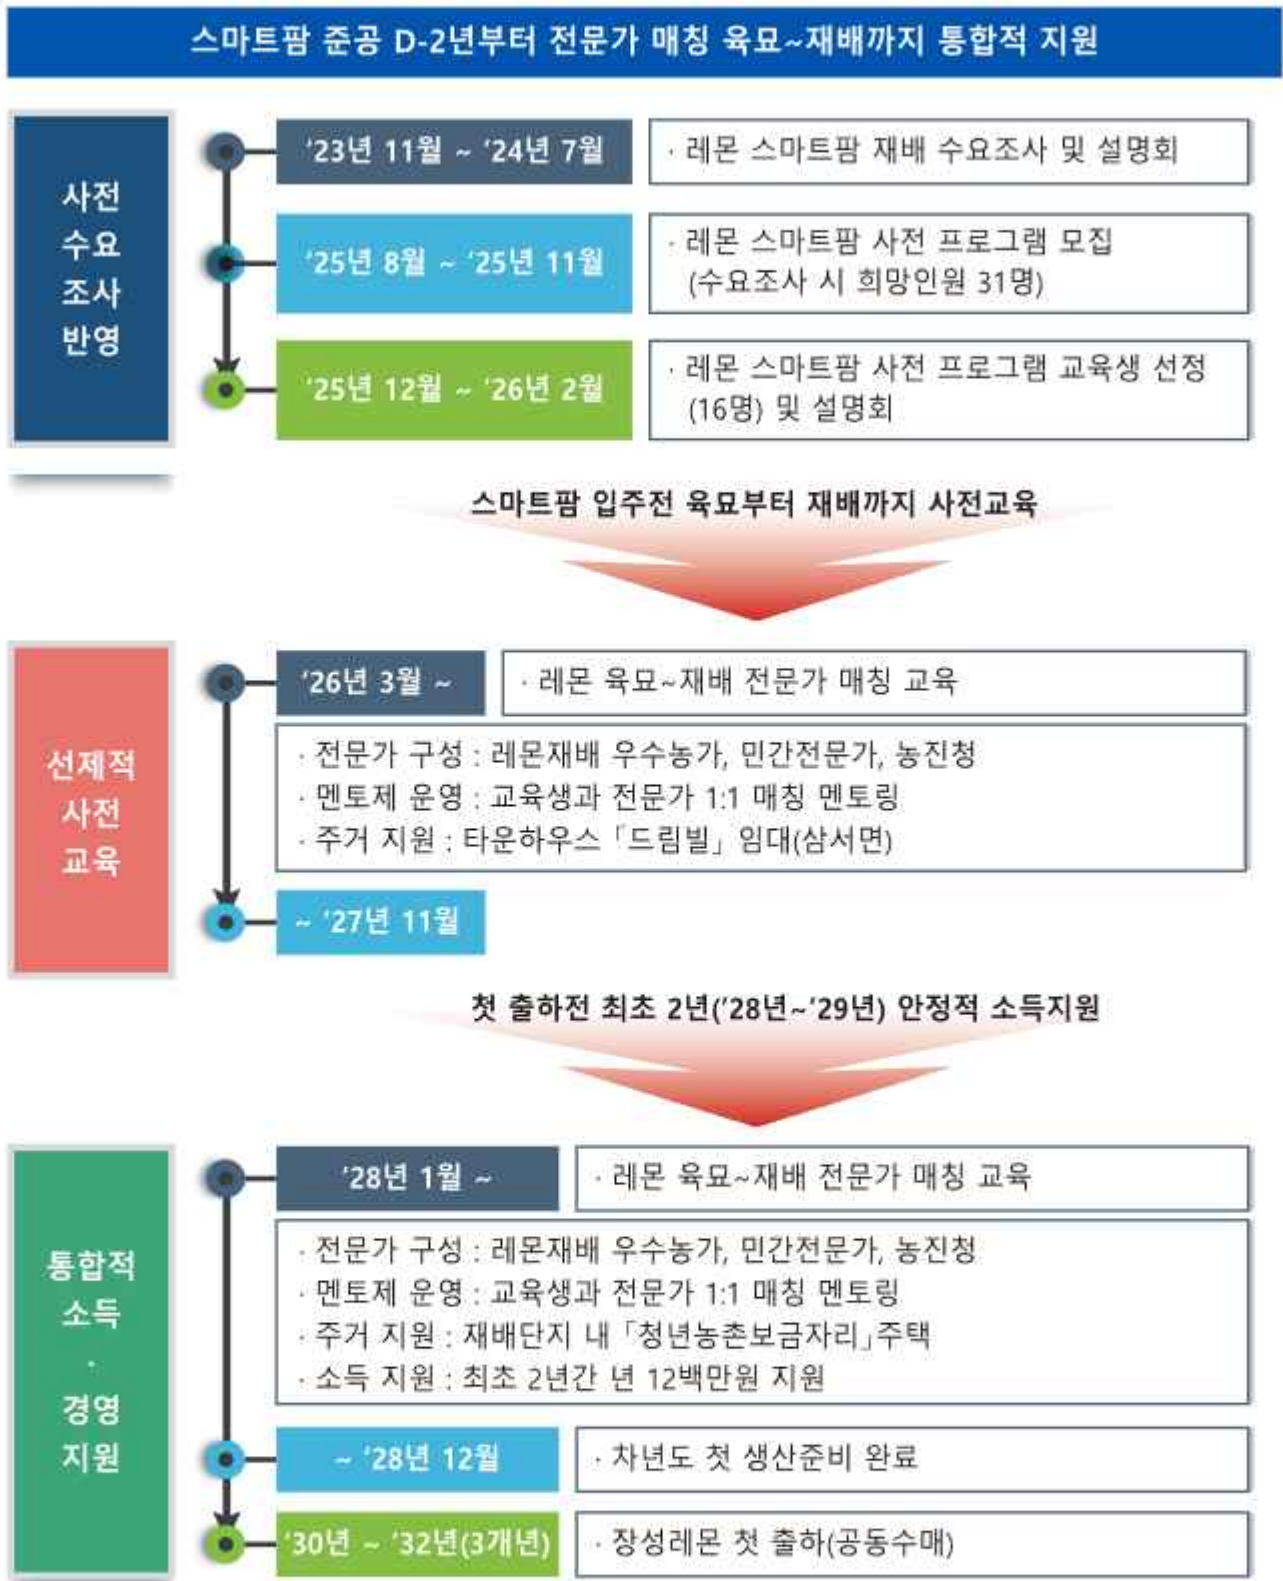 스마트팜 준공 D-2년부터 전문가 매칭 육묘~재배까지 통합적 지원
사전
수요
조사
반영
‘23년 11월 ~ ‘24년 7월
· 레몬 스마트팜 재배 수요조사 및 설명회
‘25년 8월 ~ ‘25년 11월
· 레몬 스마트팜 사전 프로그램 모집
(수요조사 시 희망인원 31명)
‘25년 12월 ~ ‘26년 2월
· 레몬 스마트팜 사전 프로그램 교육생 선정
(16명) 및 설명회
스마트팜 입주전 육묘부터 재배까지 사전교육
선제적
사전
교육
‘26년 3월 ~
· 레몬 육묘~재배 전문가 매칭 교육
· 전문가 구성 : 레몬재배 우수농가, 민간전문가, 농진청
· 멘토제 운영 : 교육생과 전문가 1:1 매칭 멘토링
· 주거 지원 : 타운하우스 「드림빌」 임대(삼서면)
~ ‘27년 11월
첫 출하전 최초 2년(‘28년~‘29년) 안정적 소득지원
통합적
소득
·
경영
지원
‘28년 1월 ~
· 레몬 육묘~재배 전문가 매칭 교육
· 전문가 구성 : 레몬재배 우수농가, 민간전문가, 농진청
· 멘토제 운영 : 교육생과 전문가 1:1 매칭 멘토링
· 주거 지원 : 재배단지 내 「청년농촌보금자리」주택
· 소득 지원 : 최초 2년간 년 12백만원 지원
~ ‘28년 12월
· 차년도 첫 생산준비 완료
‘30년 ~ ‘32년(3개년)
· 장성레몬 첫 출하(공동수매)